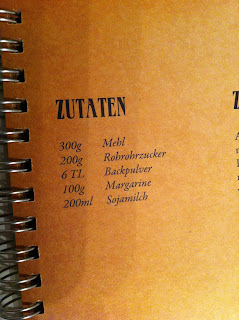 ZUTATEN
300g Mehl
200g Rohrohrzucker
6 TL Backpulver
100g Margarine
200ml Sojamilch